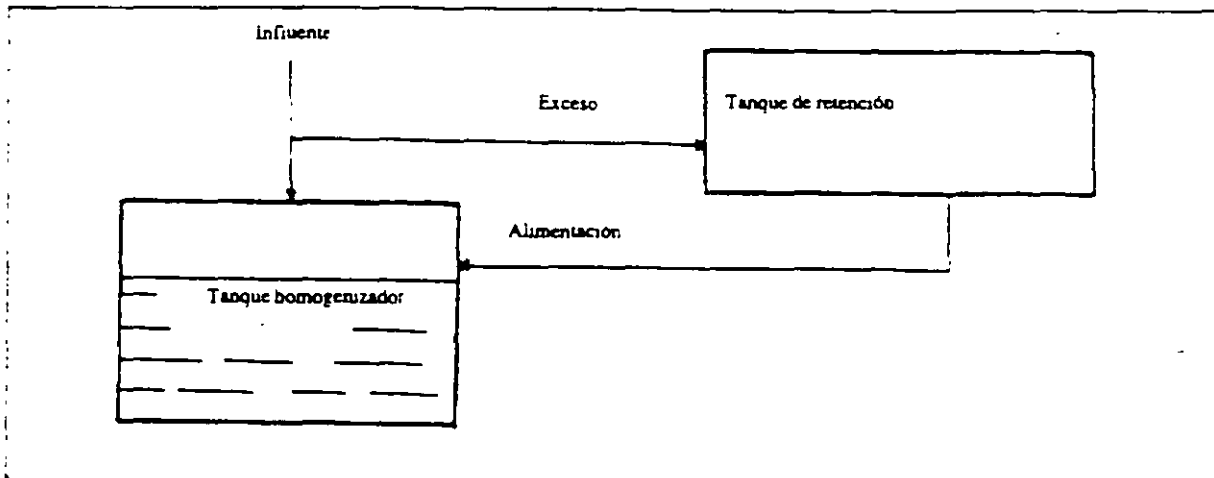 Influente
Exceso
Tanque de retención
Alimentación
Tanque homogenizador